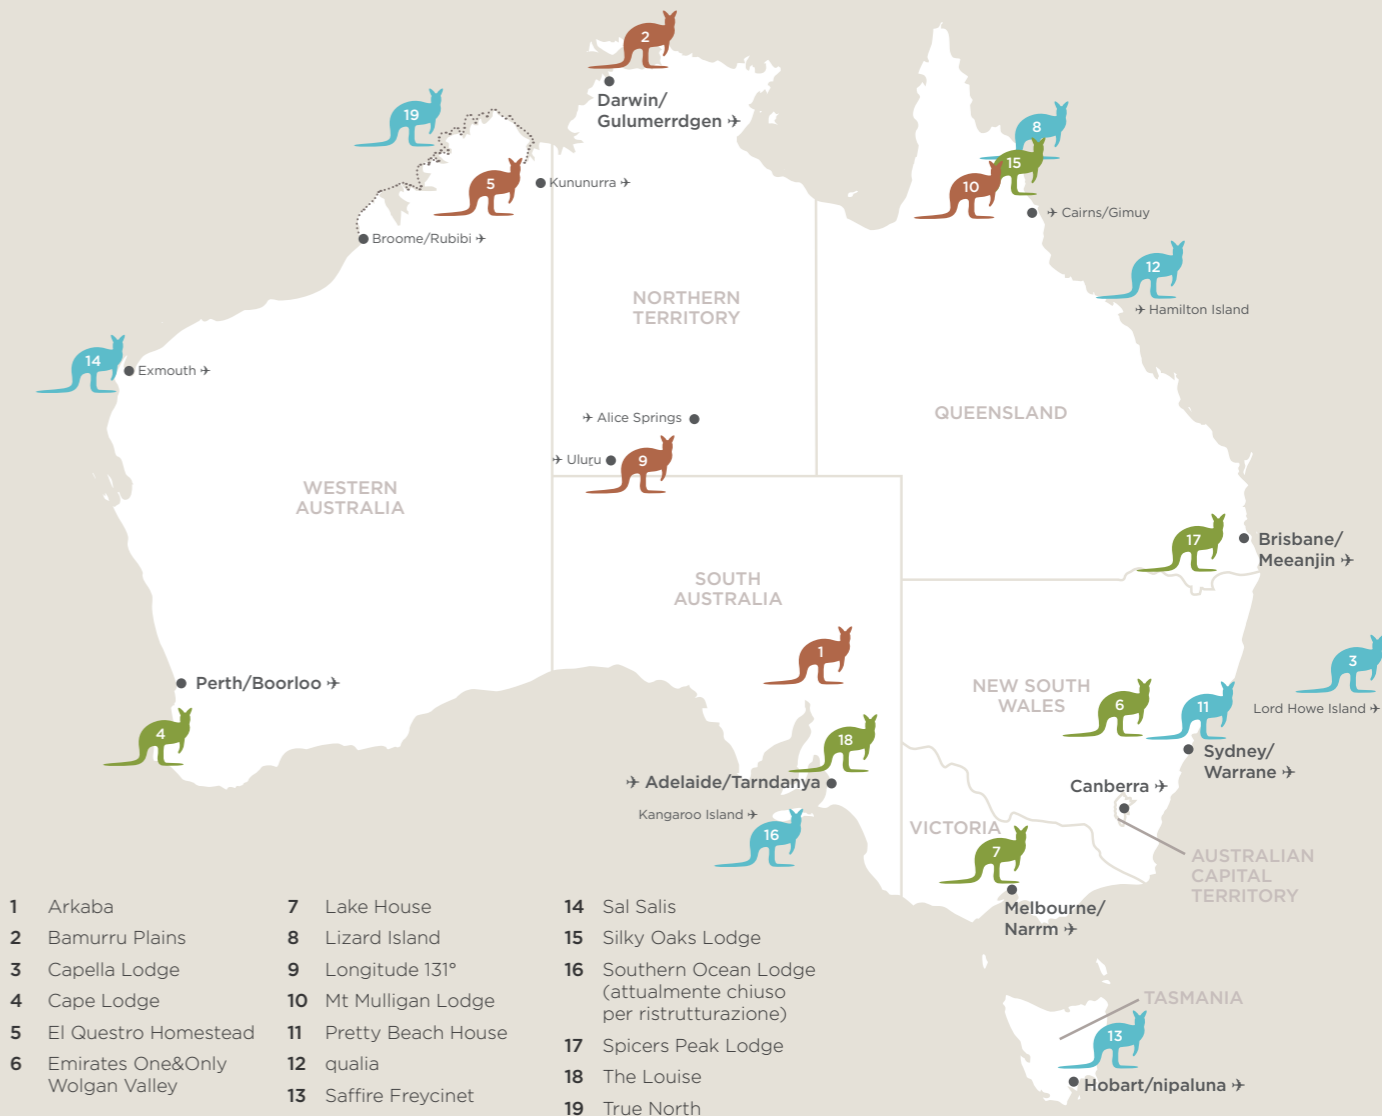 2
Darwin/
Gulumerrdgen
19
8
15
5
10
Kununurra
Cairns/Gimuy
Broome/Rubibi
12
NORTHERN
TERRITORY
Hamilton Island
14
Exmouth
QUEENSLAND
Alice Springs
Uluṟu
9
WESTERN
AUSTRALIA
17
Brisbane/
Meeanjin
SOUTH
AUSTRALIA
1
3
Perth/Boorloo
NEW SOUTH
WALES
6
11
Lord Howe Island
4
18
Sydney/
Warrane
Adelaide/Tarndanya
Canberra
Kangaroo Island
16
VICTORIA
7
AUSTRALIAN
CAPITAL
TERRITORY
Melbourne/
Narrm
TASMANIA
13
Hobart/nipaluna
1 Arkaba
2 Bamurru Plains
3 Capella Lodge
4 Cape Lodge
5 El Questro Homestead
6 Emirates One&Only
Wolgan Valley
7 Lake House
8 Lizard Island
9 Longitude 131°
10 Mt Mulligan Lodge
11 Pretty Beach House
12 qualia
13 Saffire Freycinet
14 Sal Salis
15 Silky Oaks Lodge
16 Southern Ocean Lodge
(attualmente chiuso
per ristrutturazione)
17 Spicers Peak Lodge
18 The Louise
19 True North